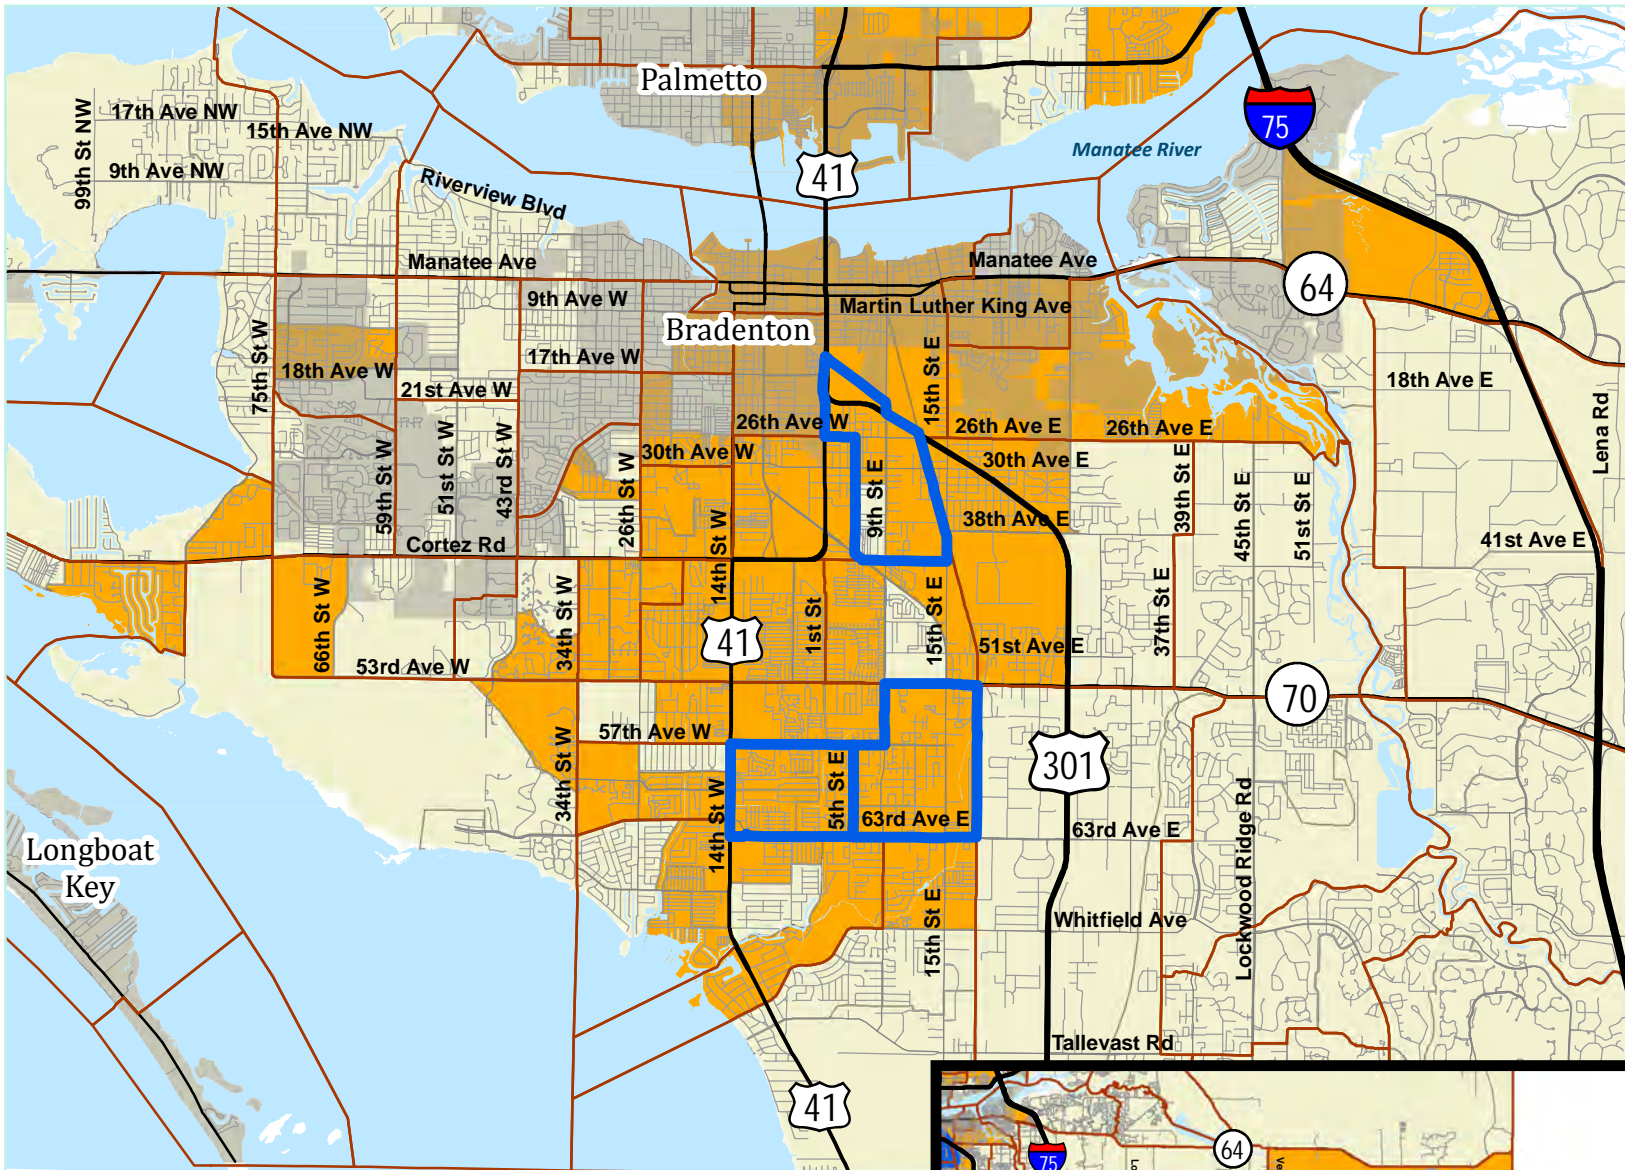 Palmetto
17th Ave NW
15th Ave NW
99th St NW
9th Ave NW
Riverview Blvd
41
75
Manatee River
Manatee Ave
Manatee Ave
9th Ave W
Martin Luther King Ave
64
Bradenton
75th St W
17th Ave W
18th Ave W
21st Ave W
15th St E
18th Ave E
26th Ave W
26th Ave E
26th Ave E
Lena Rd
59th St W
51st St W
43rd St W
26th St W
30th Ave W
30th Ave E
9th St E
39th St E
45th St E
51st St E
38th Ave E
14th St W
Cortez Rd
41st Ave E
66th St W
34th St W
41
1st St
15th St E
51st Ave E
37th St E
53rd Ave W
70
57th Ave W
34th St W
14th St W
5th St E
63rd Ave E
301
63rd Ave E
Lockwood Ridge Rd
Longboat
Key
15th St E
Whitfield Ave
Tallevast Rd
41
75
64
Lo
Ve